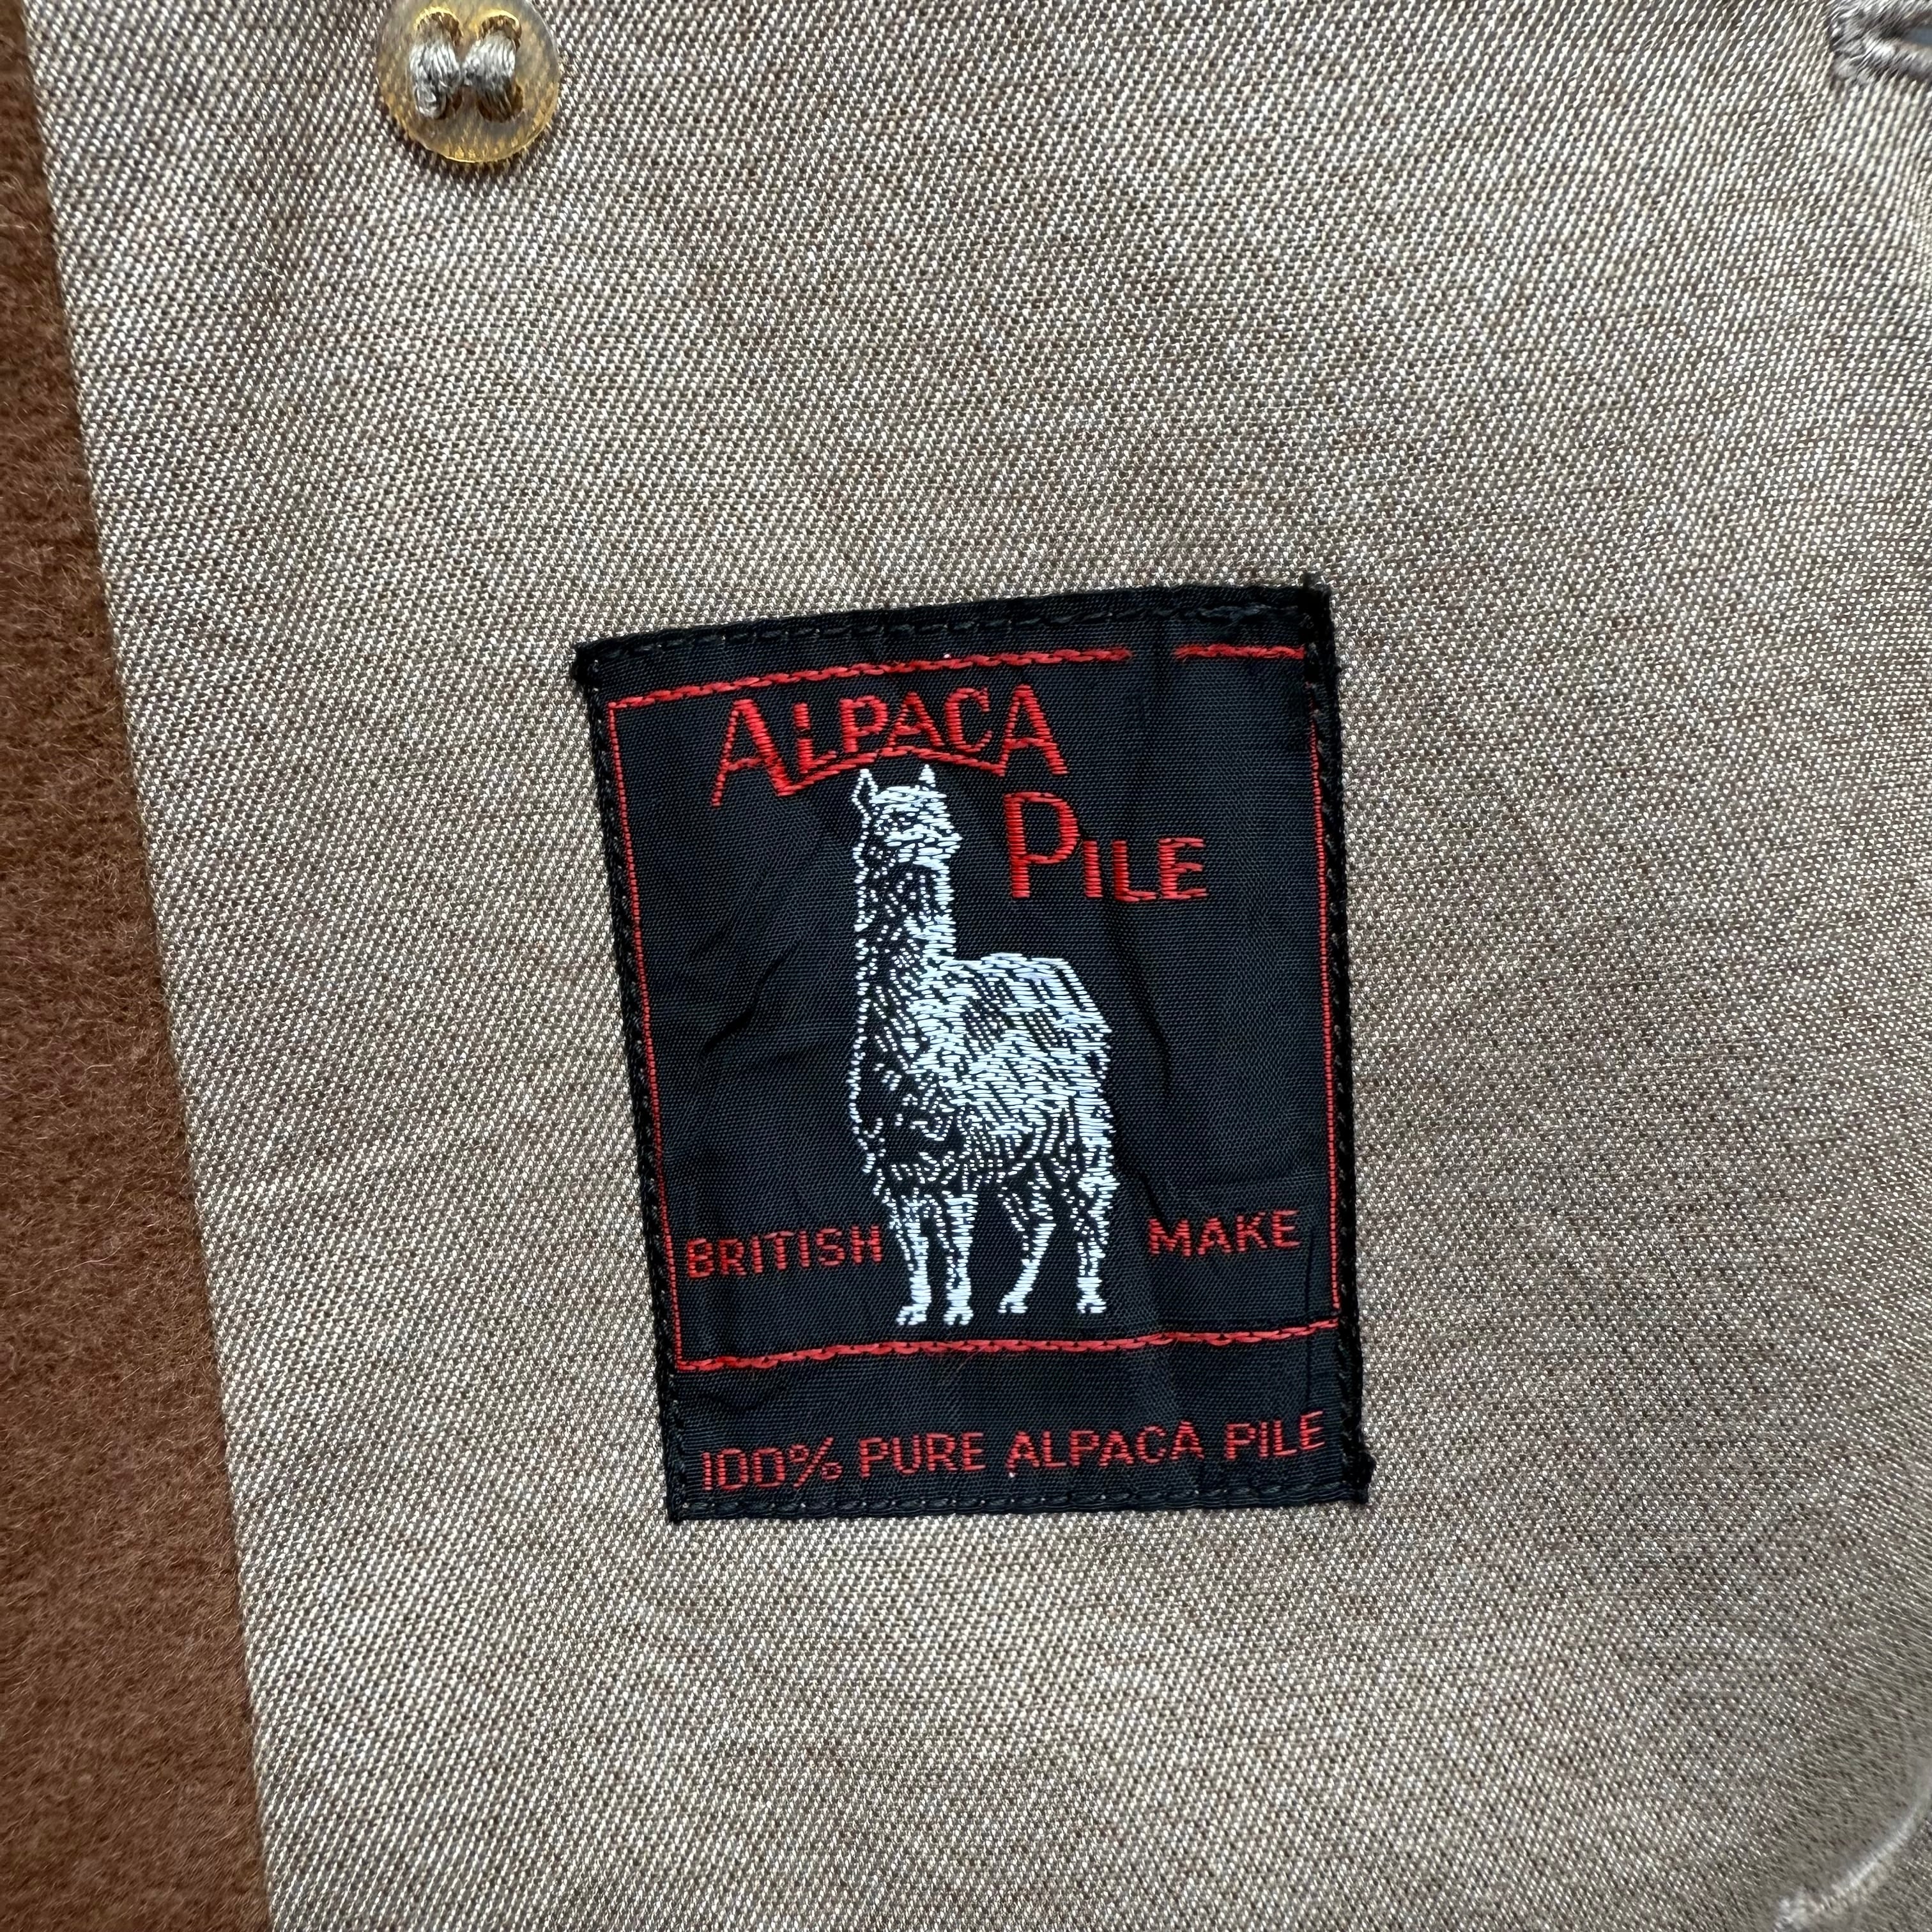 ALPACA
PILE
BRITISH MAKE
100% PURE ALPACA PILE